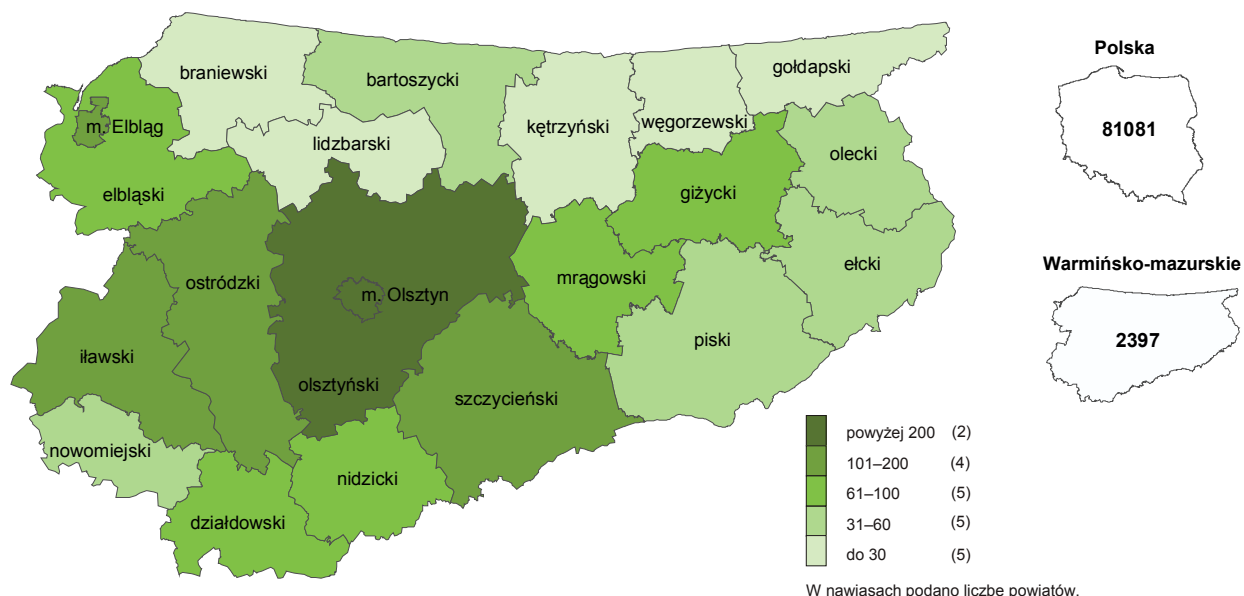 braniewski
bartoszycki
gołdapski
m. Elbląg
kętrzyński
węgorzewski
lidzbarski
olecki
elbląski
giżycki
ostródzki
mrągowski
ełcki
m. Olsztyn
iławski
piski
olsztyński
szczycieński
nowomiejski
nidzicki
działdowski
Polska
81081
Warmińsko-mazurskie
2397
powyżej 200 (2)
101–200 (4)
61–100 (5)
31–60 (5)
do 30 (5)
W nawiasach podano liczbę powiatów.